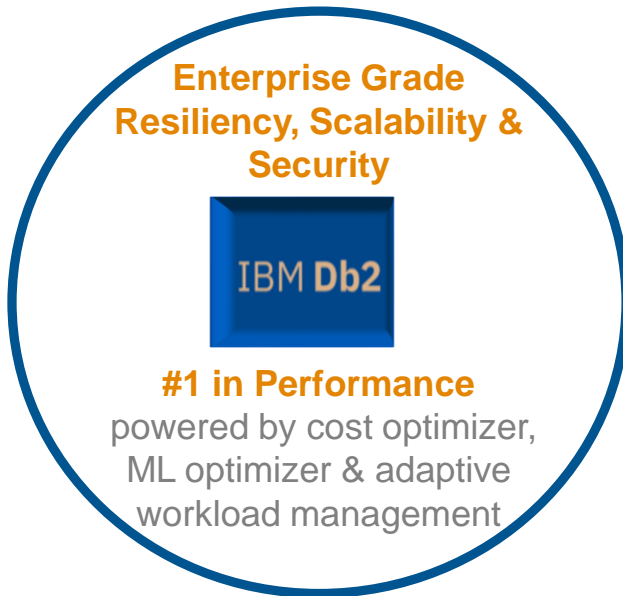 Enterprise Grade
Resiliency, Scalability &
Security
IBM Db2
#1 in Performance
powered by cost optimizer,
ML optimizer & adaptive
workload management